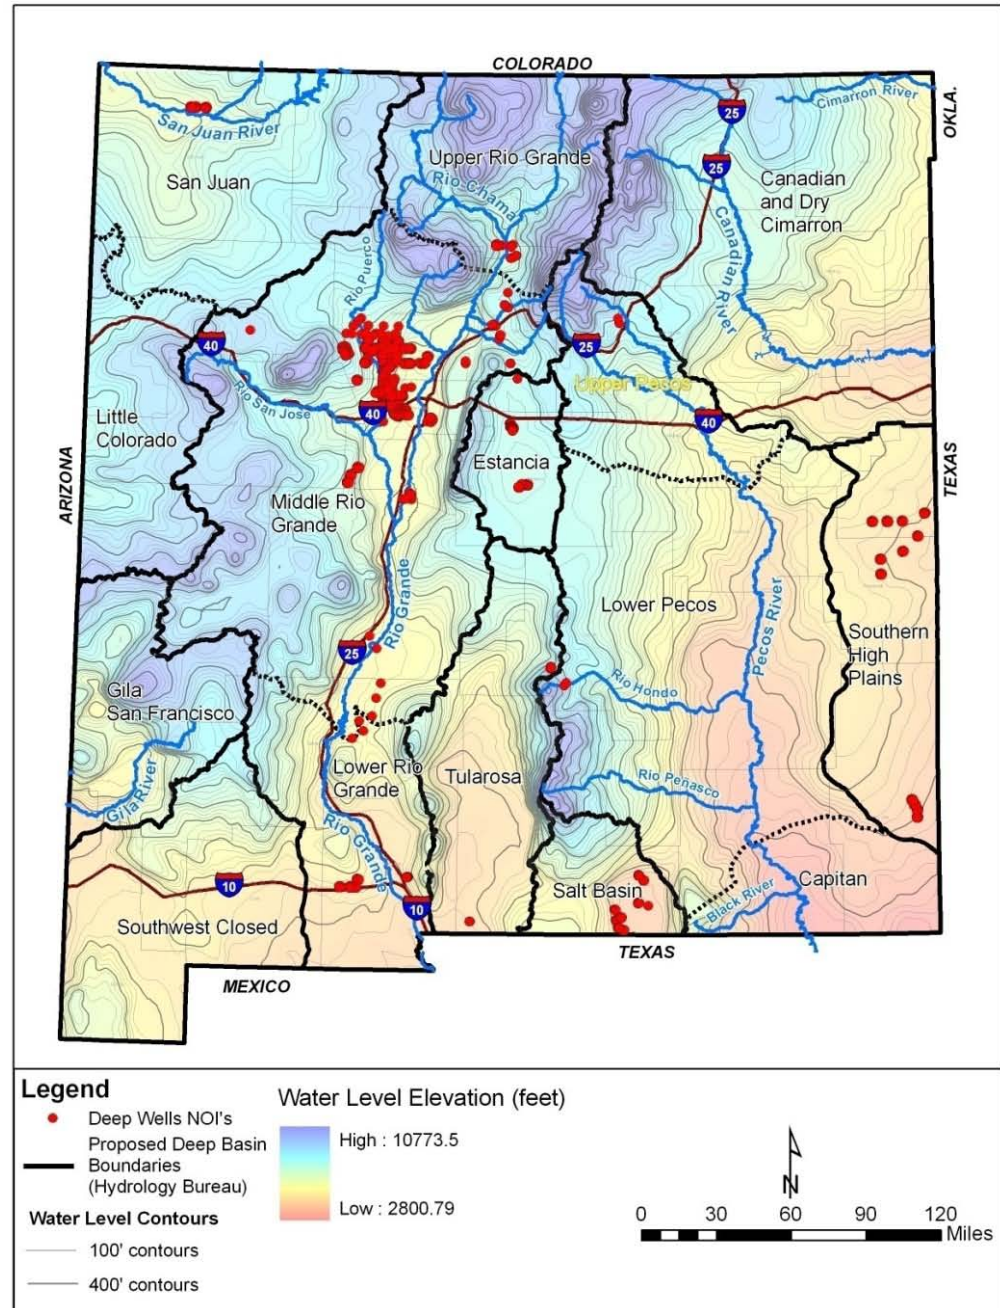 COLORADO
OKLA.
25
Cimarron River
San Juan River
Upper Rio Grande
25
San Juan
Rio Chama
Canadian
and Dry
Cimarron
Canadian River
Rio Puerco
40
25
Upper Pecos
Rio San Jose
40
40
Little
Colorado
ARIZONA
TEXAS
Estancia
Middle Rio
Grande
Rio Grande
Lower Pecos
Pecos River
Southern
High
Plains
25
Rio Hondo
Gila
San Francisco
Gila River
Lower Rio
Grande
Tularosa
Rio Peñasco
Rio Grande
10
Salt Basin
Capitan
Black River
10
Southwest Closed
TEXAS
MEXICO
Legend
Deep Wells NOI's
Proposed Deep Basin
Boundaries
(Hydrology Bureau)
Water Level Contours
100' contours
400' contours
Water Level Elevation (feet)
High : 10773.5
Low : 2800.79
N
0 30 60 90 120
Miles